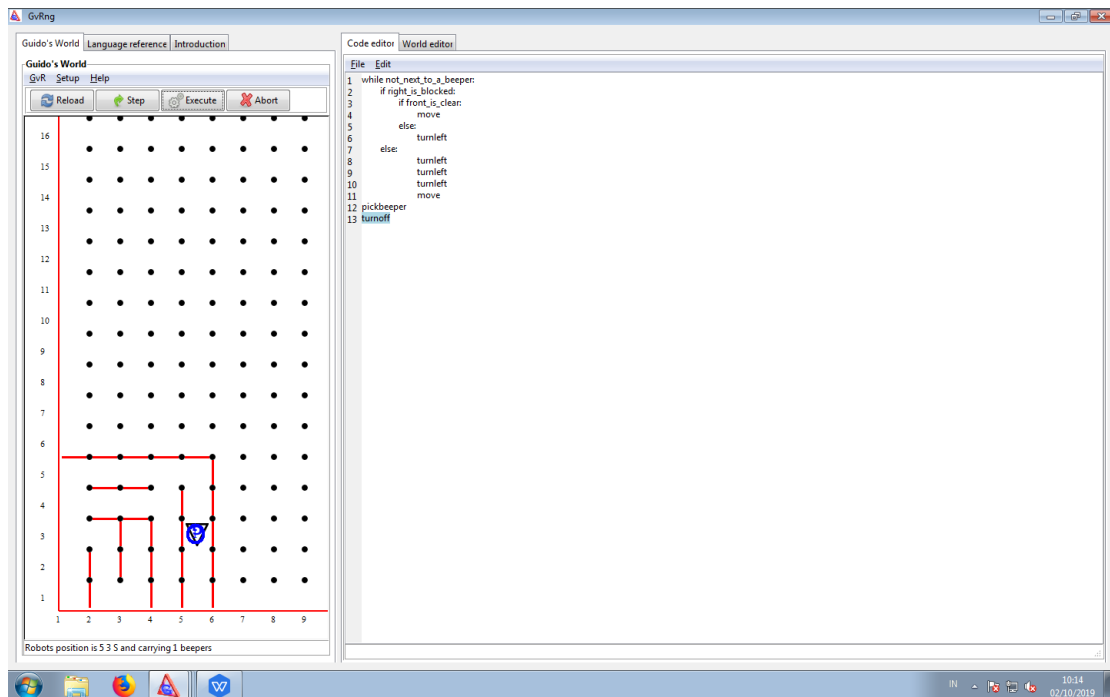 GvRng
Guido's World Language reference Introduction
Guido's World
GvR Setup Help
Reload Step Execute Abort
16
15
14
13
12
11
10
9
8
7
6
5
4
3
2
1
1 2 3 4 5 6 7 8 9
Robots position is 5 3 S and carrying 1 beepers
Code editor World editor
File Edit
1 while not_next_to_a_beeper:
2 if right_is_blocked:
3 if front_is_clear:
4 move
5 else:
6 turnleft
7 else:
8 turnleft
9 turnleft
10 turnleft
11 move
12 pickbeeper
13 turnoff
IN
10:14
02/10/2019